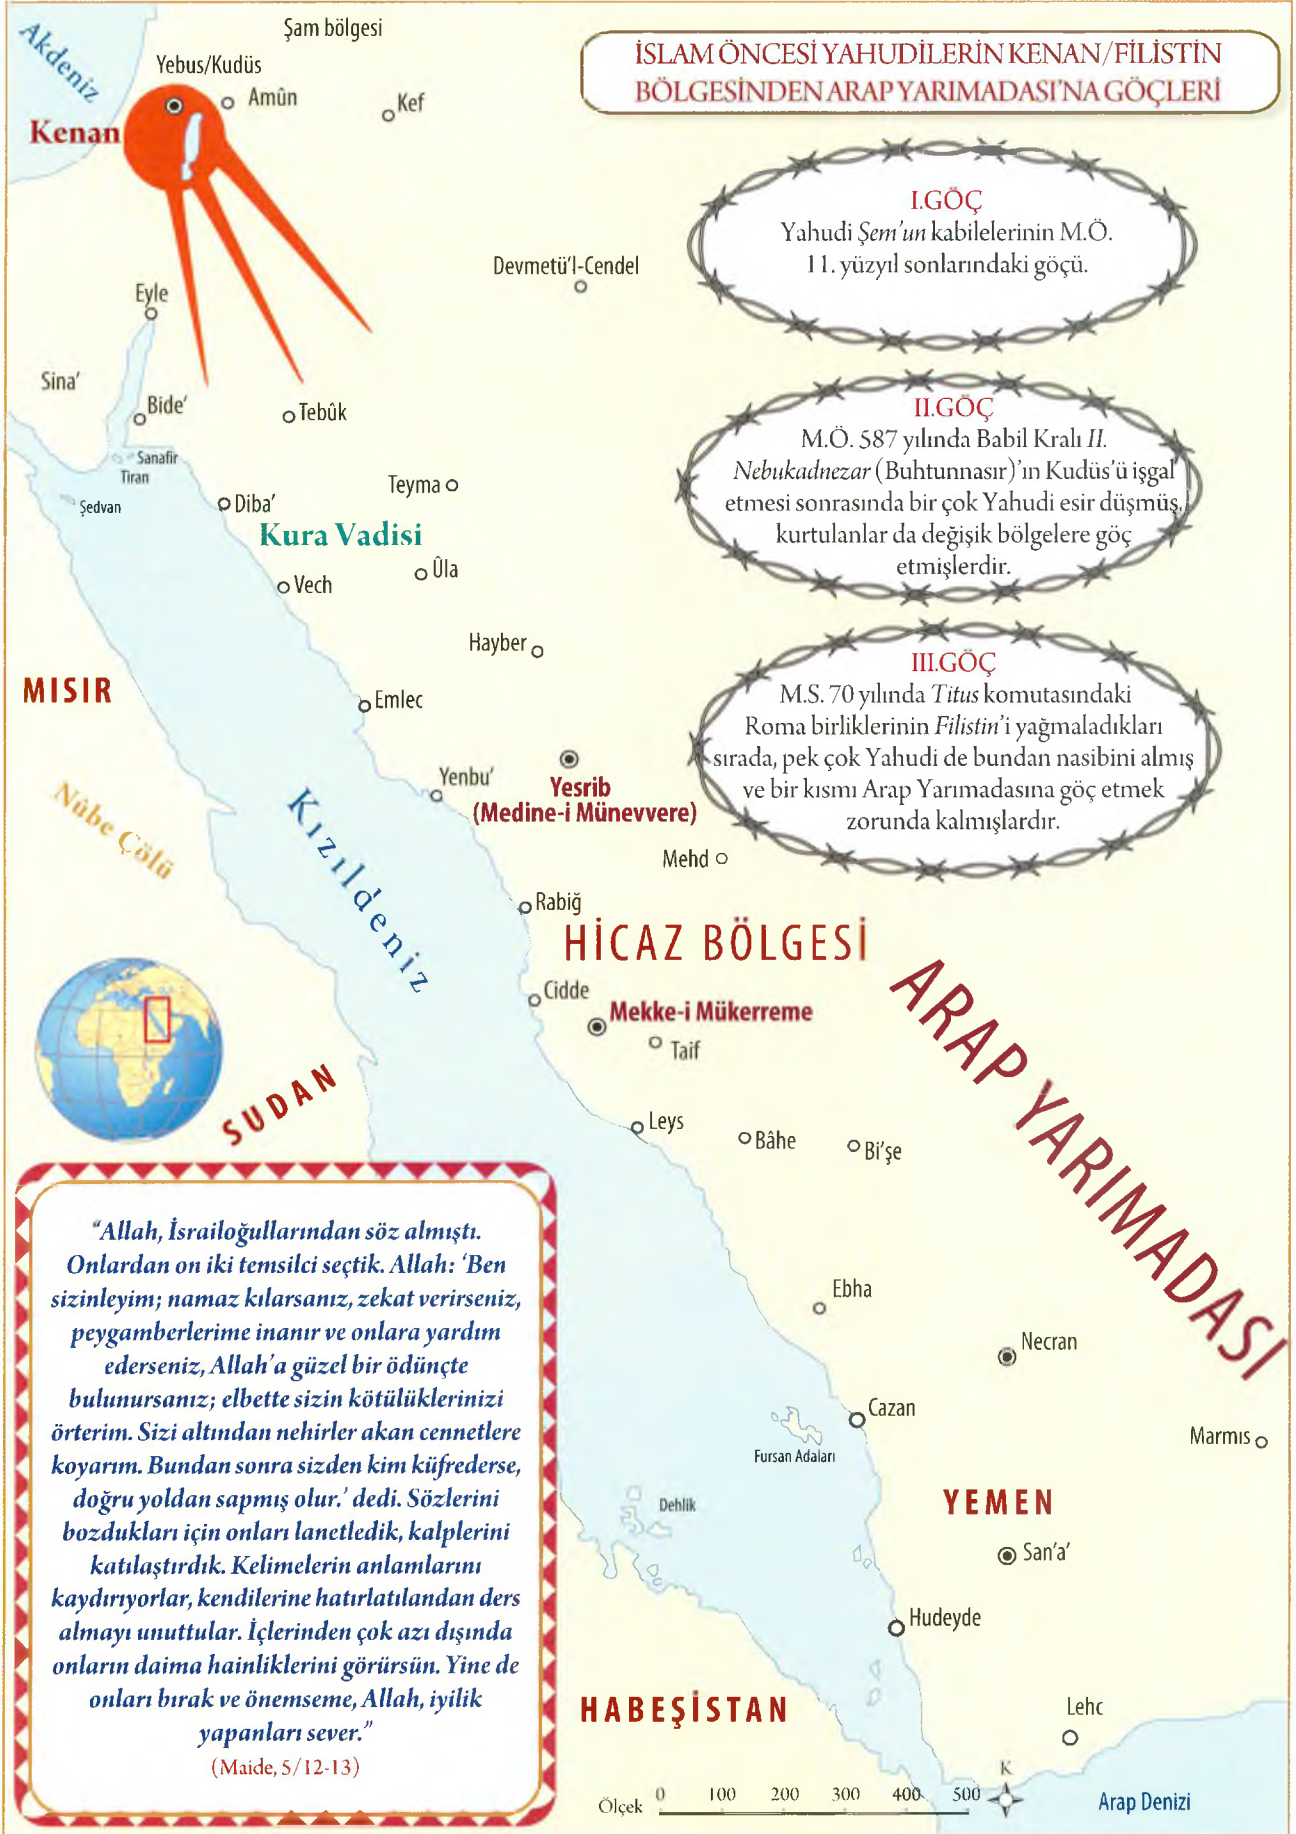 Akdeniz
Şam bölgesi
Yebus/Kudüs
Amûn
Kef
Kenan
İSLAM ÖNCESİ YAHUDİLERİN KENAN/FİLİSTİN
BÖLGESİNDEN ARAP YARIMADASI'NA GÖÇLERİ
I.GÖÇ
Yahudi Şem'un kabilelerinin M.Ö.
11. yüzyıl sonlarındaki göçü.
Devmetü'l-Cendel
Eyle
Sina'
Bide'
Tebûk
II.GÖÇ
M.Ö. 587 yılında Babil Kralı II.
Nebukadnezar (Buhtunnasır)'ın Kudüs'ü işgal
etmesi sonrasında bir çok Yahudi esir düşmüş,
kurtulanlar da değişik bölgelere göç
etmişlerdir.
Sanafir
Tiran
Şedvan
Diba'
Teyma
Kura Vadisi
Vech
Ûla
Hayber
III.GÖÇ
M.S. 70 yılında Titus komutasındaki
Roma birliklerinin Filistin'i yağmaladıkları
sırada, pek çok Yahudi de bundan nasibini almış
ve bir kısmı Arap Yarımadasına göç etmek
zorunda kalmışlardır.
MISIR
Emlec
Yenbu'
Yesrib
(Medine-i Münevvere)
Nûbe Çölü
Kızıldeniz
Mehd
Rabiğ
HİCAZ BÖLGESİ
ARAP YARIMADASI
Cidde
Mekke-i Mükerreme
Taif
SUDAN
Leys
Bâhe
Bi'şe
"Allah, İsrailoğullarından söz almıştı.
Onlardan on iki temsilci seçtik. Allah: 'Ben
sizinleyim; namaz kılarsanız, zekat verirseniz,
peygamberlerime inanır ve onlara yardım
ederseniz, Allah'a güzel bir ödünçte
bulunursanız; elbette sizin kötülüklerinizi
örterim. Sizi altından nehirler akan cennetlere
koyarım. Bundan sonra sizden kim küfrederse,
doğru yoldan sapmış olur.' dedi. Sözlerini
bozdukları için onları lanetledik, kalplerini
katılaştırdık. Kelimelerin anlamlarını
kaydırıyorlar, kendilerine hatırlatılandan ders
almayı unuttular. İçlerinden çok azı dışında
onların daima hainliklerini görürsün. Yine de
onları bırak ve önemseme, Allah, iyilik
yapanları sever."
(Maide, 5/12-13)
Ebha
Necran
Cazan
Marmıs
Fursan Adaları
Dehlik
YEMEN
San'a'
Hudeyde
HABEŞİSTAN
Lehc
K
Ölçek 0 100 200 300 400 500
Arap Denizi